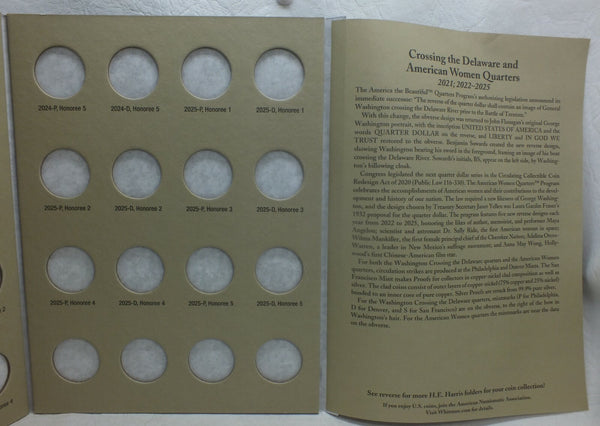 2024-P, Honoree 5
2024-D, Honoree 5
2025-P, Honoree 1
2025-D, Honoree 1
2025-P, Honoree 2
2025-D, Honoree 2
2025-P, Honoree 3
2025-D, Honoree 3
2025-P, Honoree 4
2025-D, Honoree 4
2025-P, Honoree 5
2025-D, Honoree 5
2
4
Crossing the Delaware and
American Women Quarters
2021; 2022–2025
The America the Beautiful™ Quarters Program's authorizing legislation announced its
immediate successor: "The reverse of the quarter dollar shall contain an image of General
Washington crossing the Delaware River prior to the Battle of Trenton."
With this change, the obverse design was returned to John Flanagan's original George
Washington portrait, with the inscription UNITED STATES OF AMERICA and the
words QUARTER DOLLAR on the reverse, and LIBERTY and IN GOD WE
TRUST restored to the obverse. Benjamin Sowards created the new reverse design,
showing Washington bearing his sword in the foreground, framing an image of his boat
crossing the Delaware River. Sowards's initials, BS, appear on the left side, by Washing-
ton's billowing cloak.
Congress legislated the next quarter dollar series in the Circulating Collectible Coin
Redesign Act of 2020 (Public Law 116-330). The American Women Quarters™ Program
celebrates the accomplishments of American women and their contributions to the devel-
opment and history of our nation. The law required a new likeness of George Washing-
ton, and the design chosen by Treasury Secretary Janet Yellen was Laura Gardin Fraser's
1932 proposal for the quarter dollar. The program features five new reverse designs each
year from 2022 to 2025, honoring the likes of author, memoirist, and performer Maya
Angelou; scientist and astronaut Dr. Sally Ride, the first American woman in space;
Wilma Mankiller, the first female principal chief of the Cherokee Nation; Adelina Otero-
Warren, a leader in New Mexico's suffrage movement; and Anna May Wong, Holly-
wood's first Chinese-American film star.
For both the Washington Crossing the Delaware quarters and the American Women
quarters, circulation strikes are produced at the Philadelphia and Denver Mints. The San
Francisco Mint makes Proofs for collectors in copper-nickel clad composition as well as
silver. The clad coins consist of outer layers of copper-nickel (75% copper and 25% nickel)
bonded to an inner core of pure copper. Silver Proofs are struck from 99.9% pure silver.
For the Washington Crossing the Delaware quarters, mintmarks (P for Philadelphia,
D for Denver, and S for San Francisco) are on the obverse, to the right of the bow in
Washington's hair. For the American Women quarters the mintmarks are near the date
on the obverse.
See reverse for more H.E. Harris folders for your coin collection!
If you enjoy U.S. coins, join the American Numismatic Association.
Visit Whitman.com for details.